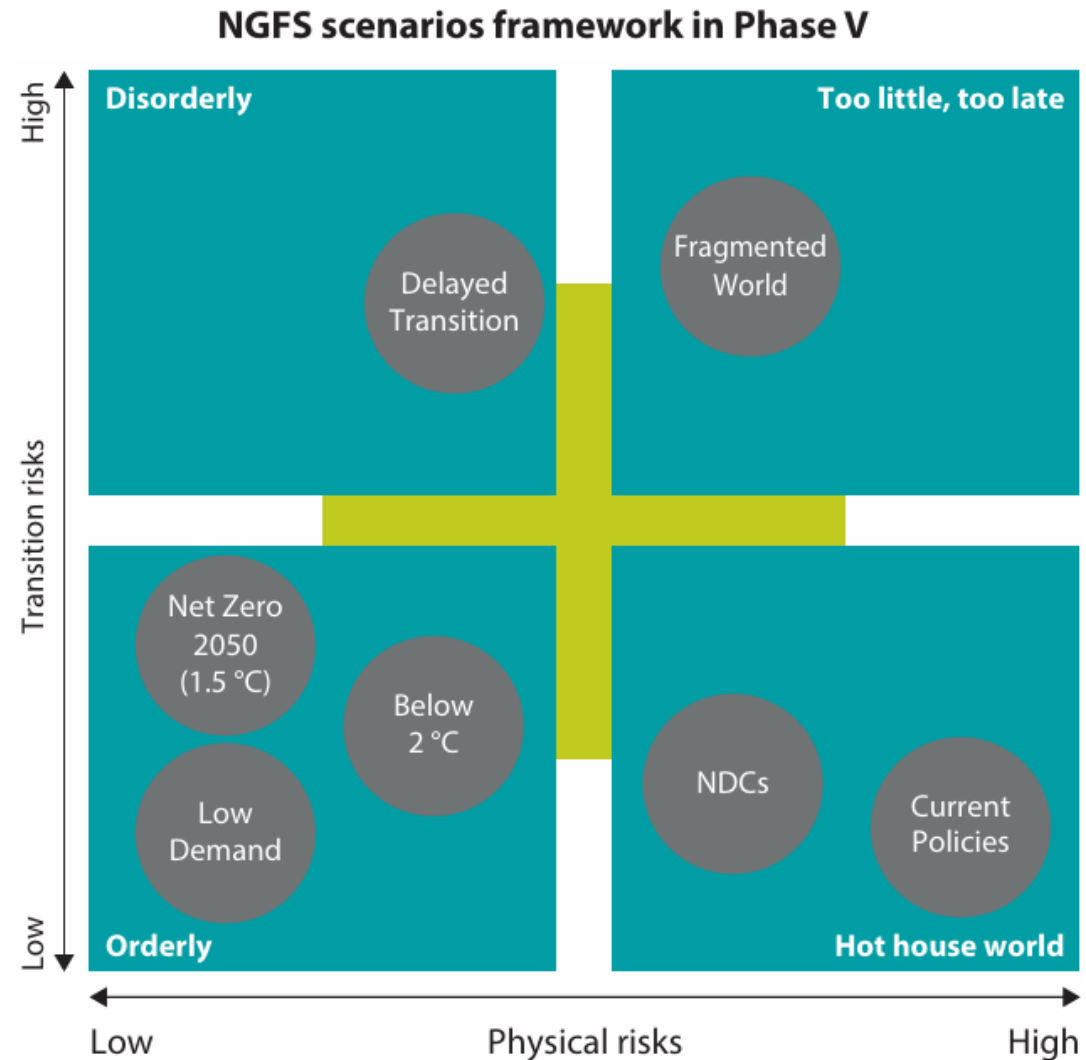 NGFS scenarios framework in Phase V
High
Disorderly
Too little, too late
Delayed
Transition
Fragmented
World
Transition risks
Net Zero
2050
(1.5 °C)
Below
2 °C
Low
Demand
NDCs
Current
Policies
Low
Orderly
Hot house world
Low
Physical risks
High